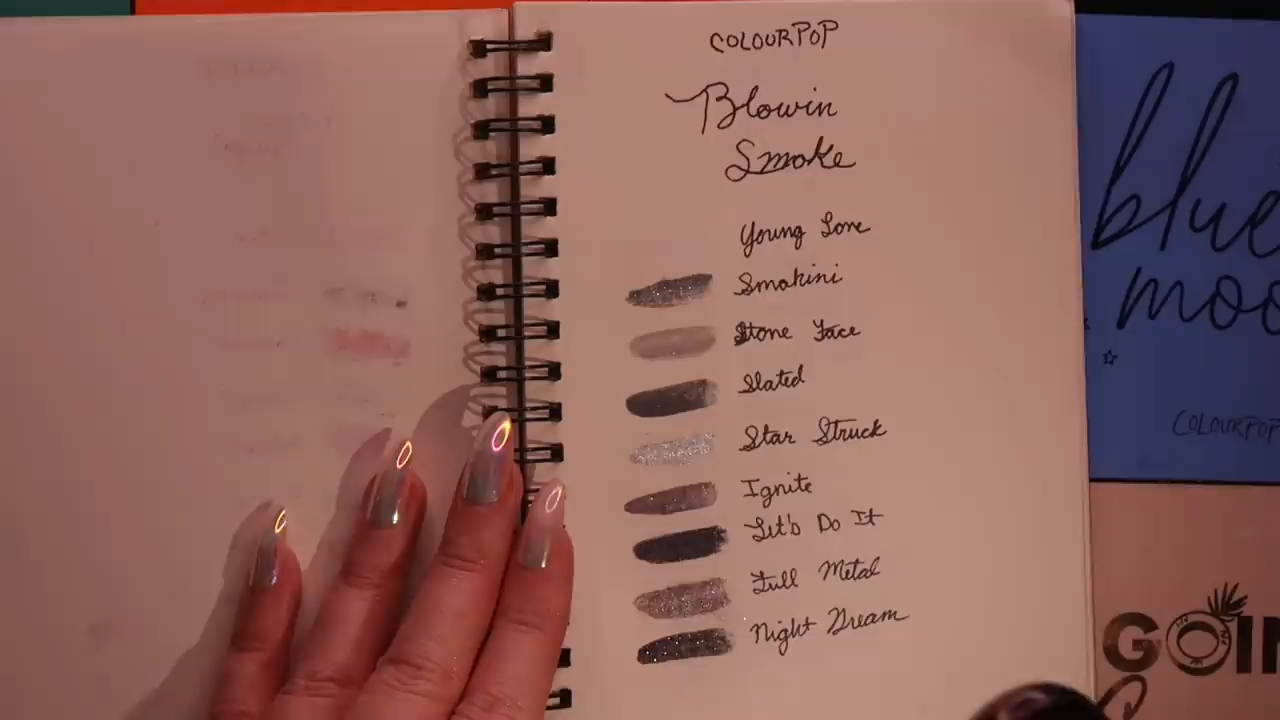 COLOURPOP
Blowin
Smoke
Young Love
Smokini
Stone Face
Slated
Star Struck
Ignite
Let's Do It
Full Metal
Night Dream
blue
moo
COLOURPOP
GOIN